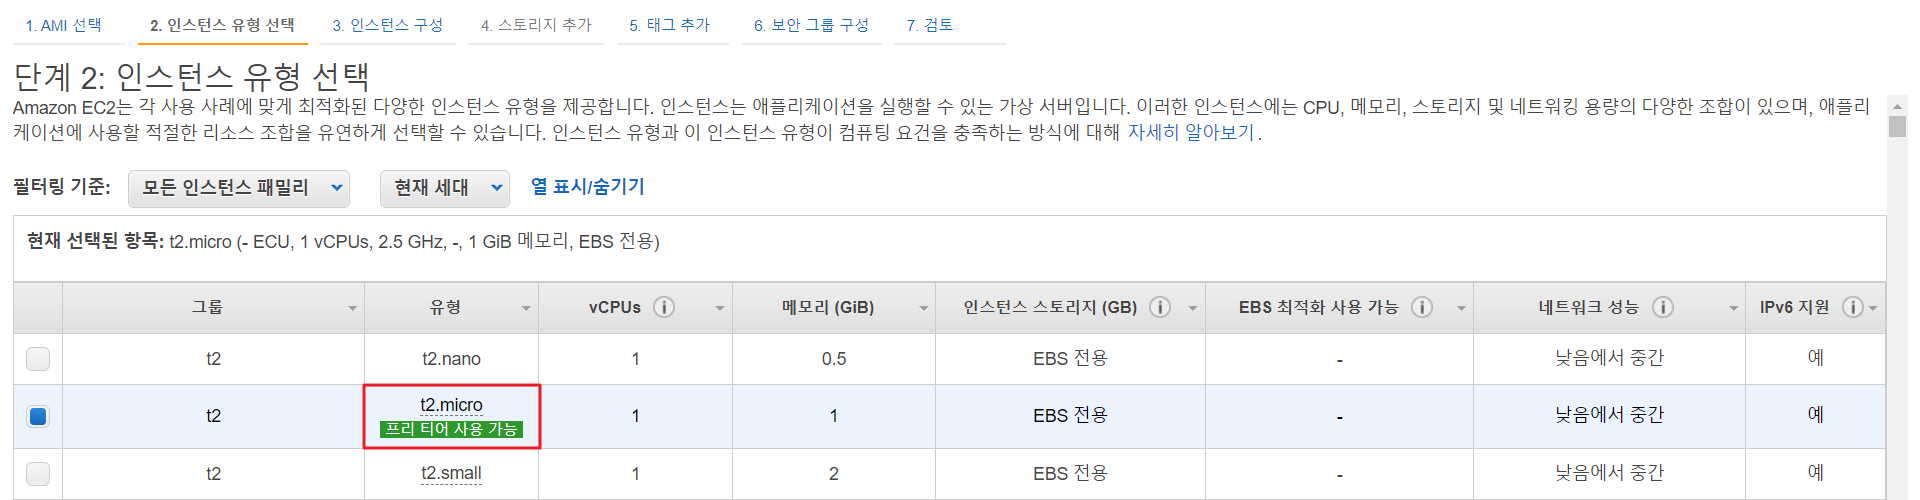 1. AMI 선택 2. 인스턴스 유형 선택 3. 인스턴스 구성 4. 스토리지 추가 5. 태그 추가 6. 보안 그룹 구성 7. 검토
단계 2: 인스턴스 유형 선택
Amazon EC2는 각 사용 사례에 맞게 최적화된 다양한 인스턴스 유형을 제공합니다. 인스턴스는 애플리케이션을 실행할 수 있는 가상 서버입니다. 이러한 인스턴스에는 CPU, 메모리, 스토리지 및 네트워킹 용량의 다양한 조합이 있으며, 애플리
케이션에 사용할 적절한 리소스 조합을 유연하게 선택할 수 있습니다. 인스턴스 유형과 이 인스턴스 유형이 컴퓨팅 요건을 충족하는 방식에 대해 자세히 알아보기.
필터링 기준: 모든 인스턴스 패밀리 현재 세대 열 표시/숨기기
현재 선택된 항목: t2.micro (- ECU, 1 vCPUs, 2.5 GHz, -, 1 GiB 메모리, EBS 전용)
그룹 유형 vCPUs 메모리 (GiB) 인스턴스 스토리지 (GB) EBS 최적화 사용 가능 네트워크 성능 IPv6 지원
t2 t2.nano 1 0.5 EBS 전용 - 낮음에서 중간 예
t2 t2.micro 1 1 EBS 전용 - 낮음에서 중간 예
프리 티어 사용 가능
t2 t2.small 1 2 EBS 전용 - 낮음에서 중간 예